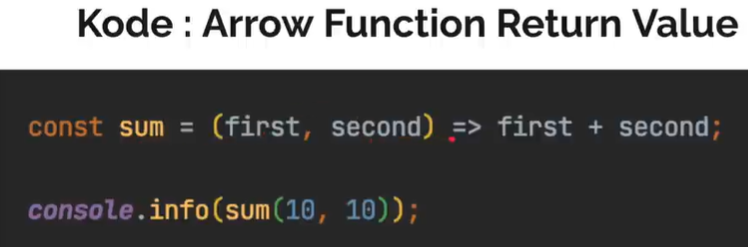 Kode : Arrow Function Return Value
const sum = (first, second) => first + second;
console.info(sum(10, 10));